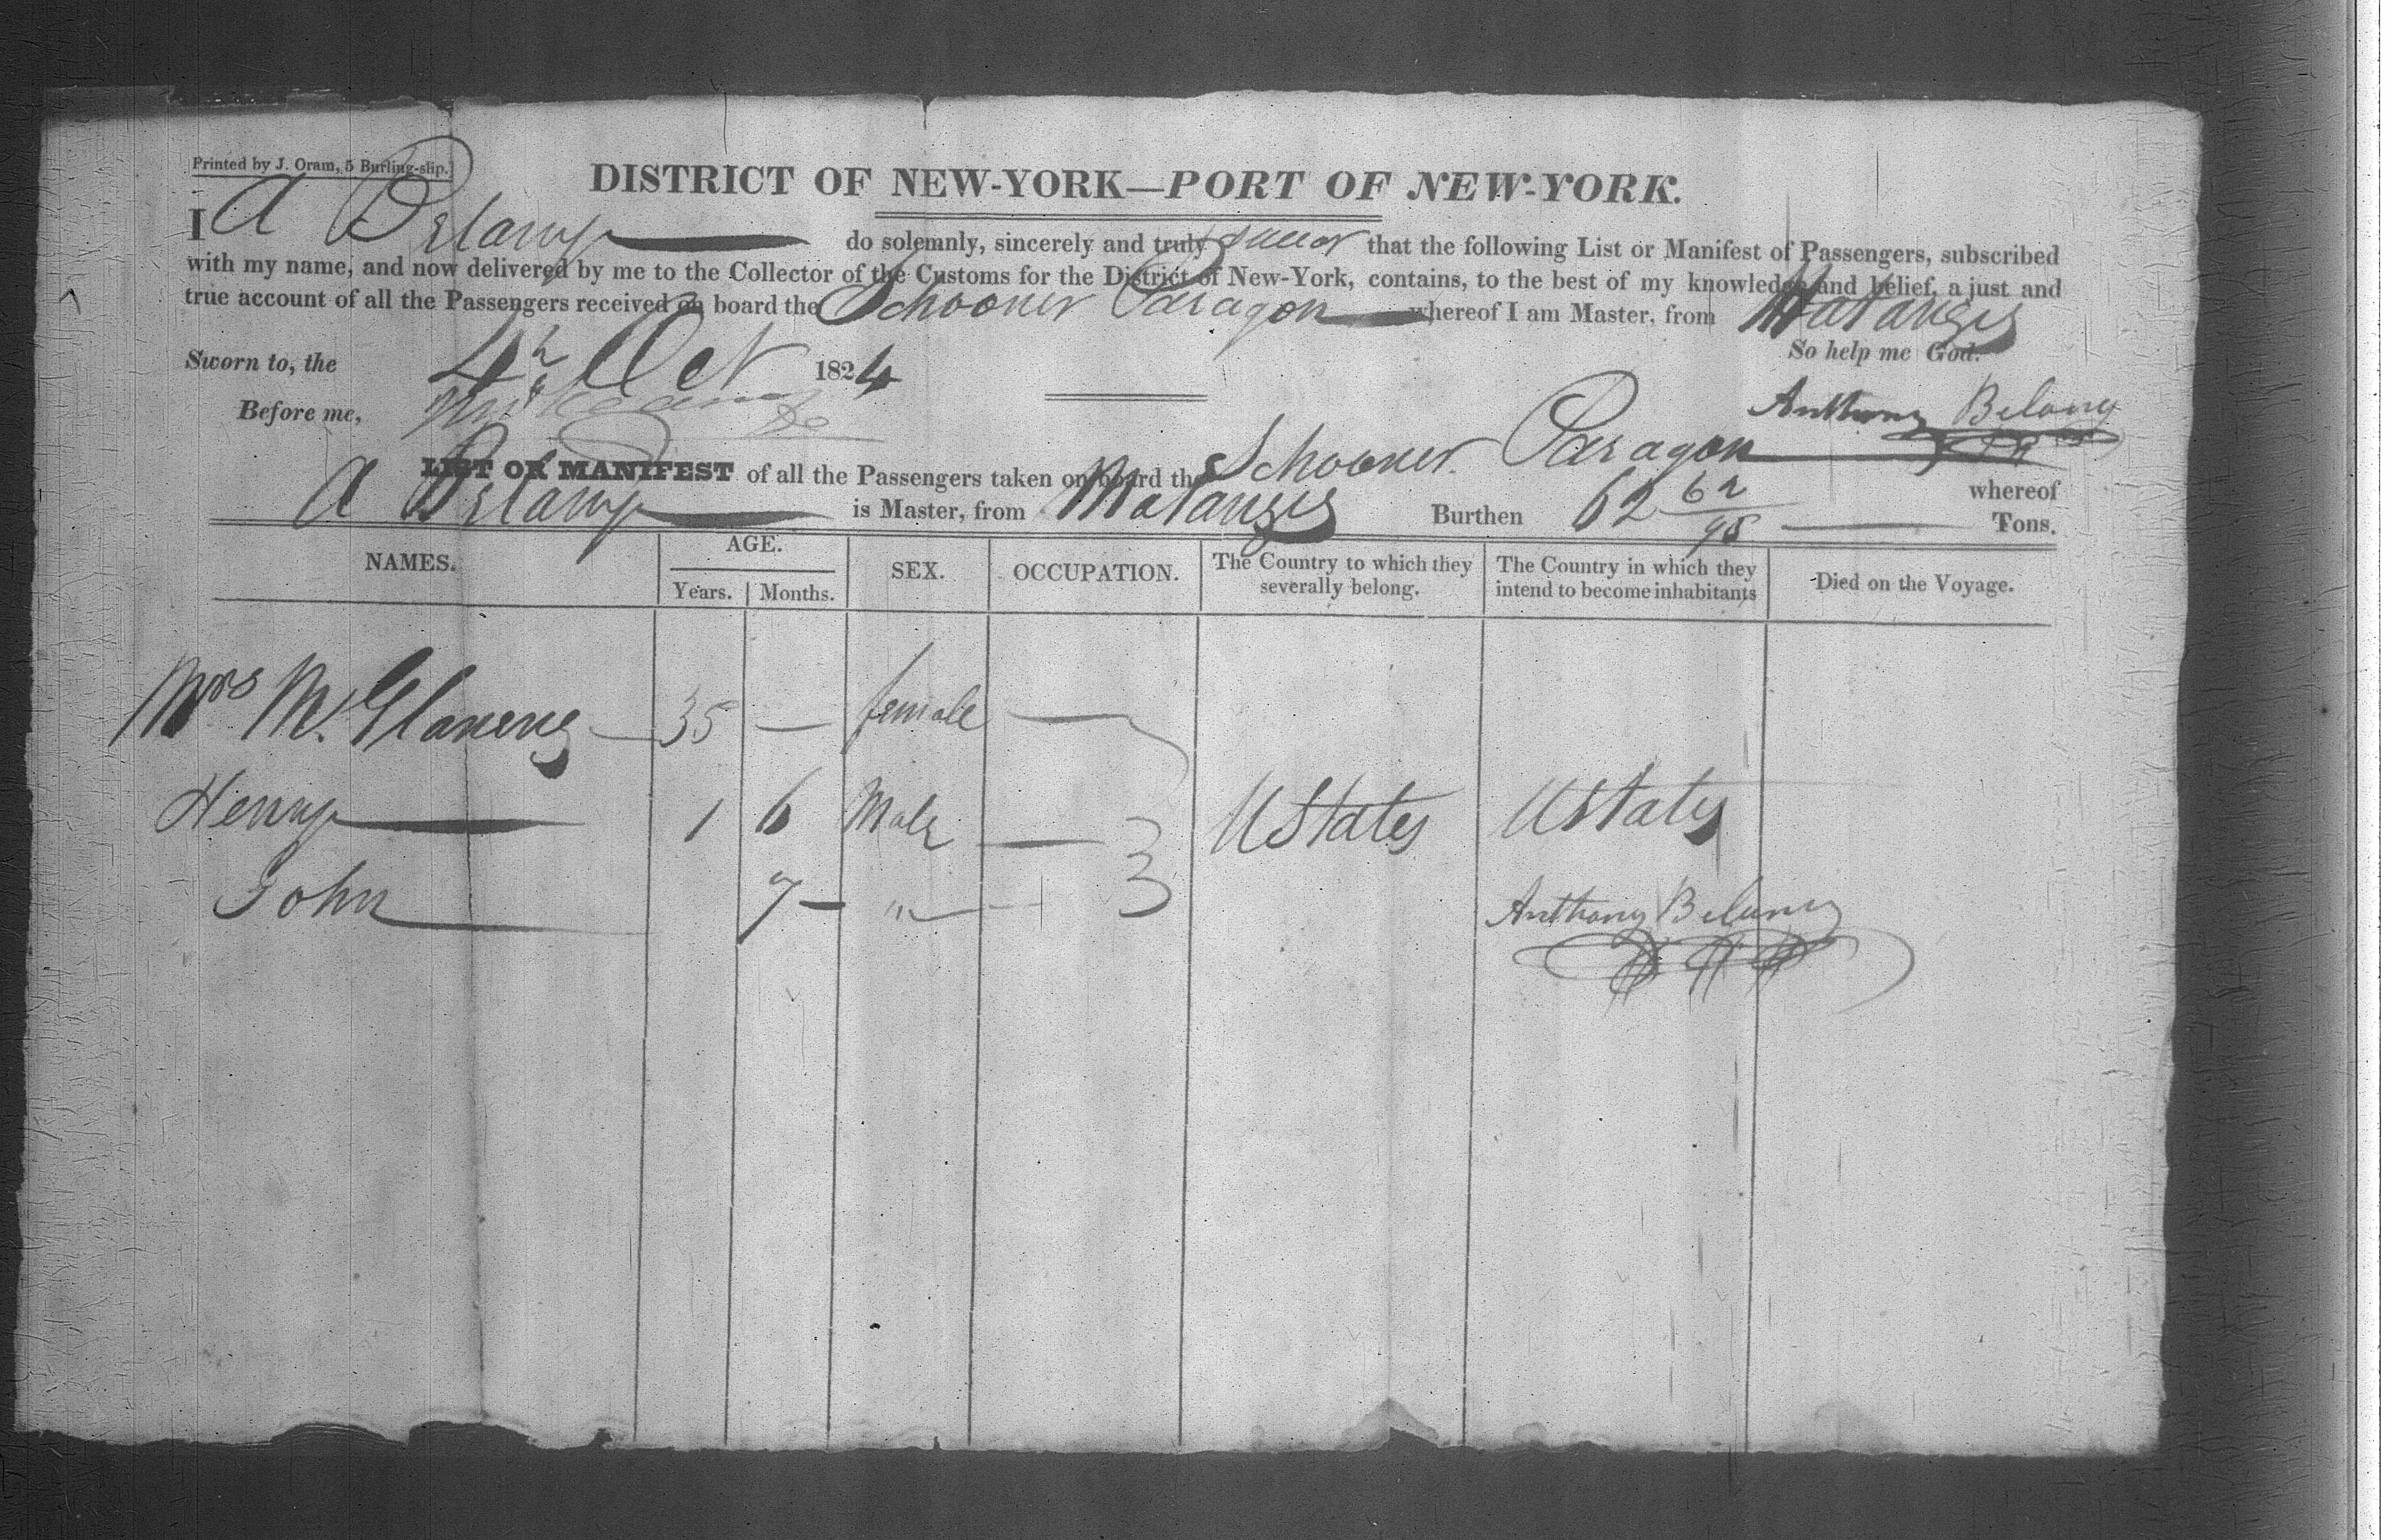 Printed by J. Oram, 5 Burling-slip.]
DISTRICT OF NEW-YORK—PORT OF NEW-YORK.
I A Belany do solemnly, sincerely and truly swear that the following List or Manifest of Passengers, subscribed
with my name, and now delivered by me to the Collector of the Customs for the District of New-York, contains, to the best of my knowledge and belief, a just and
true account of all the Passengers received on board the Schooner Paragon whereof I am Master, from Matanzis
So help me God.
Sworn to, the 4h Oct 1824
Before me,
Anthony Belany
LIST OR MANIFEST of all the Passengers taken on board the Schooner Paragon whereof
A Belany is Master, from Matanzis Burthen 62 62/95 Tons.
NAMES. AGE. SEX. OCCUPATION. The Country to which they severally belong. The Country in which they intend to become inhabitants Died on the Voyage.
Years. Months.
Mrs M. 35 — female —
Henry 1 6 Male — UStates UStates
John 7 — " — 3
Anthony Belany